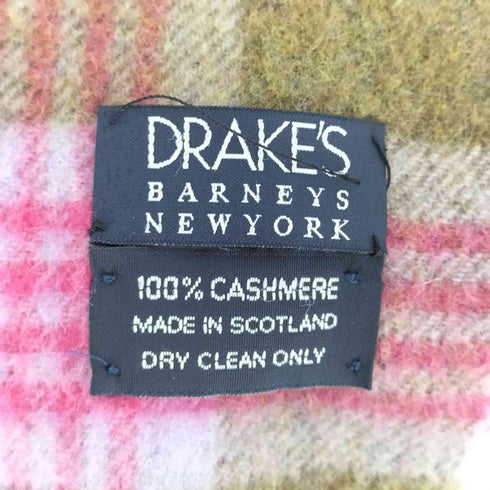 DRAKE'S
BARNEYS
NEWYORK
100% CASHMERE
MADE IN SCOTLAND
DRY CLEAN ONLY